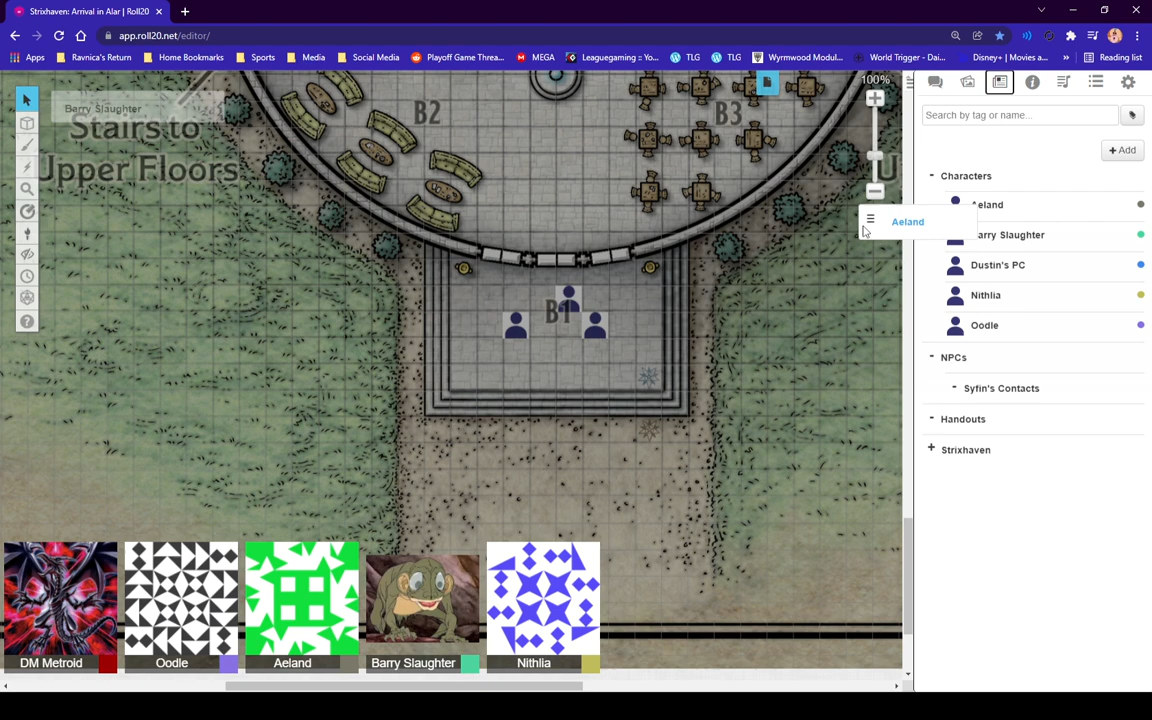 Strixhaven: Arrival in Alar | Roll20
app.roll20.net/editor/
Apps
Ravnica's Return
Home Bookmarks
Sports
Media
Social Media
Playoff Game Threa...
MEGA
Leaguegaming :: Yo...
TLG
TLG
Wyrmwood Modul...
World Trigger - Dai...
Disney+ | Movies a...
»
Reading list
Barry Slaughter
Stairs to
Upper Floors
B2
B3
B1
U
100%
Search by tag or name...
+ Add
Characters
Aeland
Aeland
Barry Slaughter
Dustin's PC
Nithlia
Oodle
NPCs
Syfin's Contacts
Handouts
Strixhaven
DM Metroid
Oodle
Aeland
Barry Slaughter
Nithlia